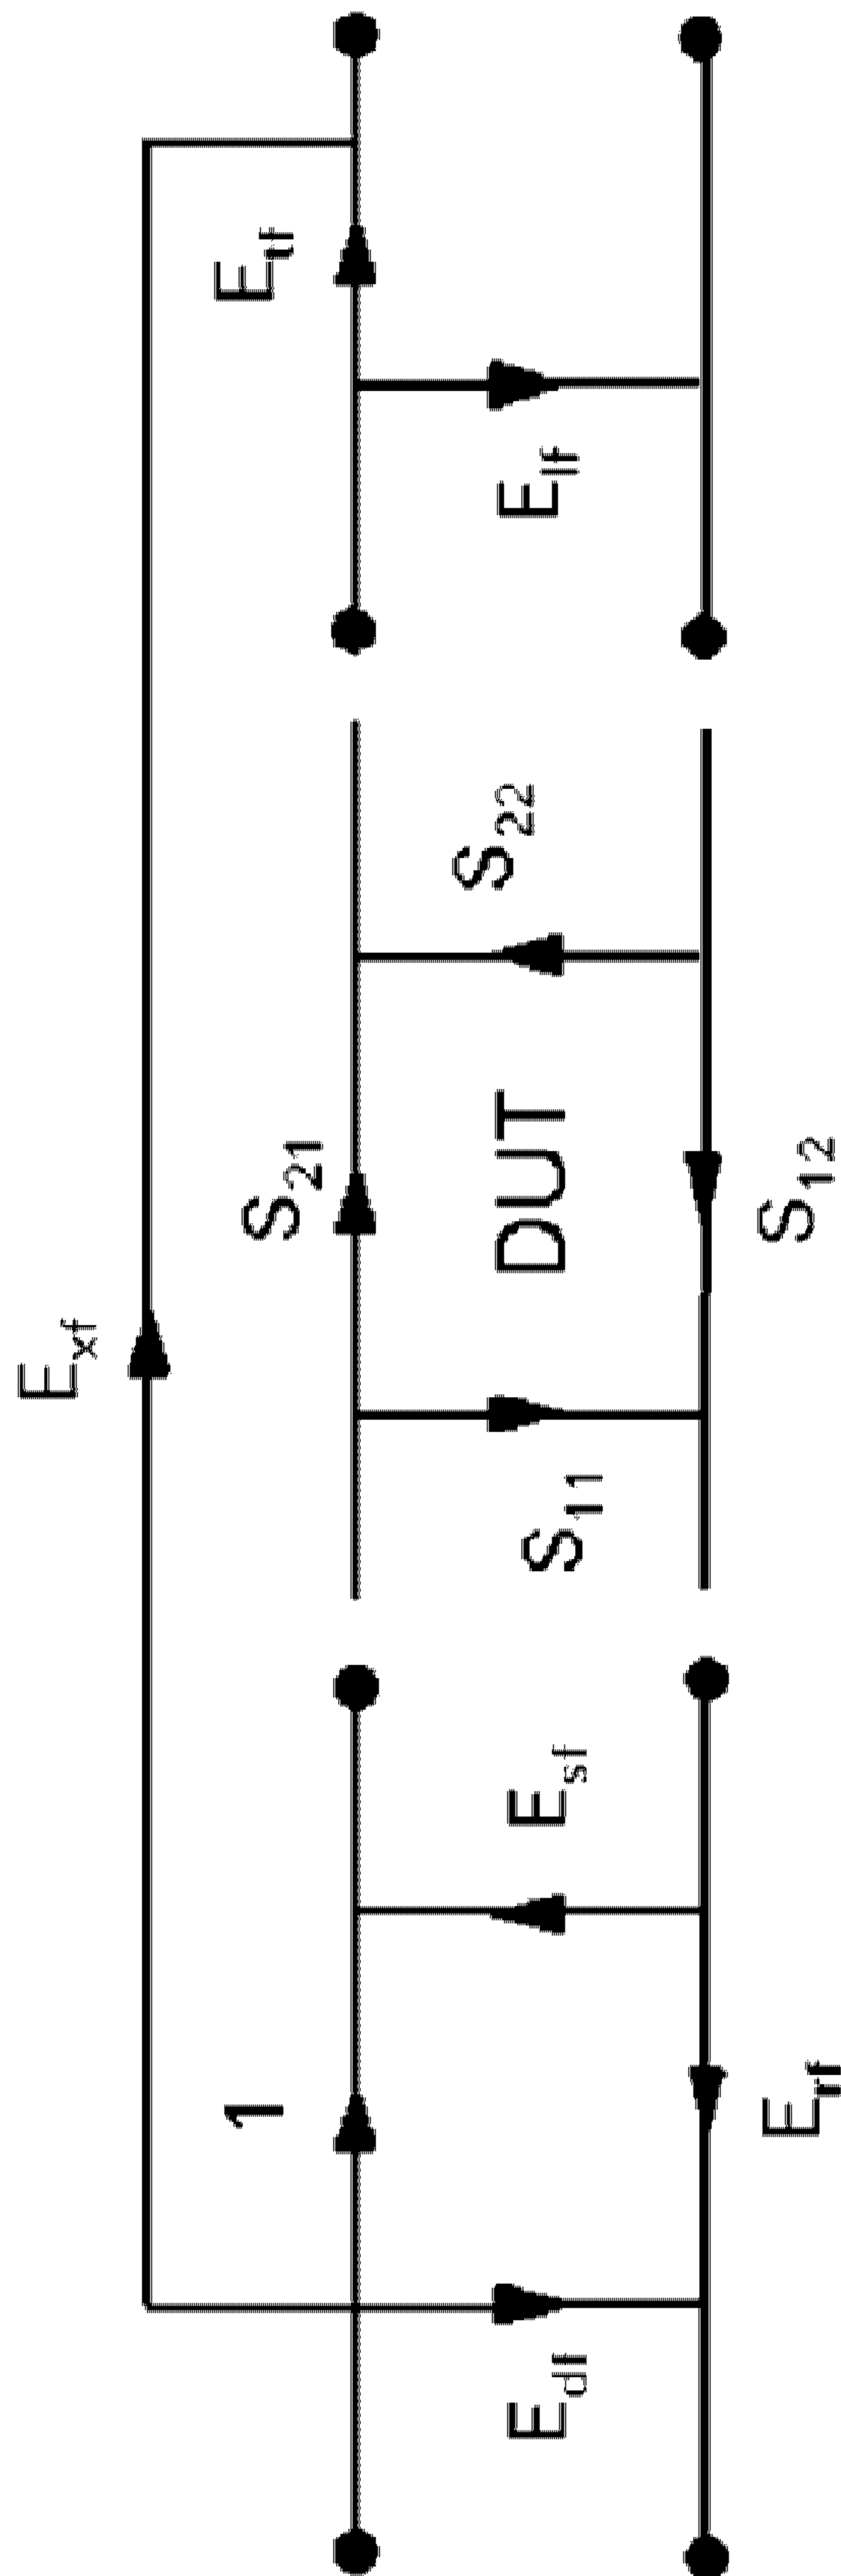 E_xf
1
S_21
E_tf
E_df
E_sf
S_11
DUT
S_22
E_lf
E_rf
S_12